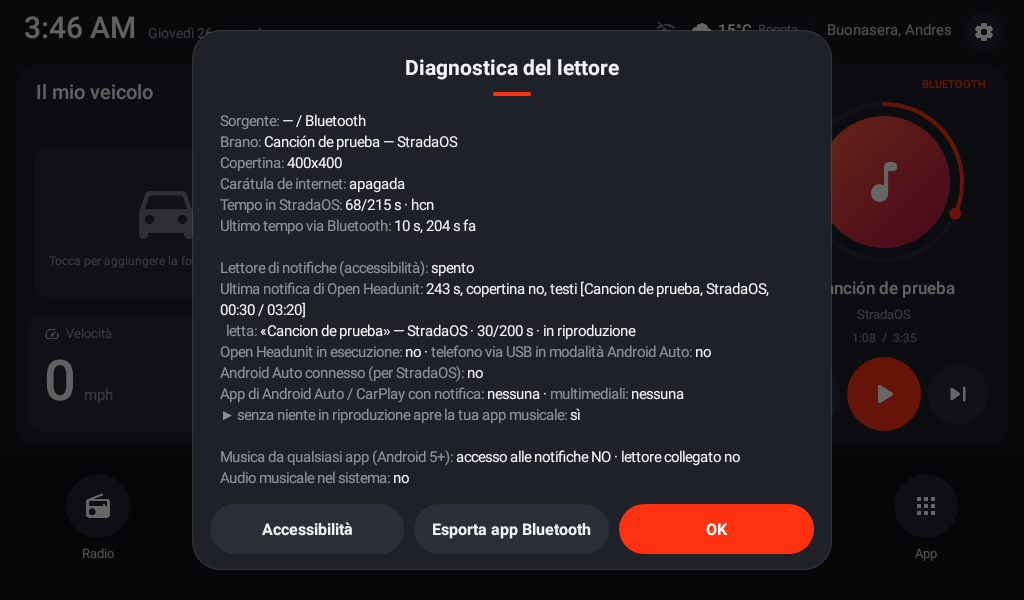 3:46 AM
Giovedì 26 novembre
15°C Bogota
Buonasera, Andres
Il mio veicolo
Tocca per aggiungere la fo
Velocità
0 mph
Diagnostica del lettore
Sorgente: — / Bluetooth
Brano: Canción de prueba — StradaOS
Copertina: 400x400
Carátula de internet: apagada
Tempo in StradaOS: 68/215 s · hcn
Ultimo tempo via Bluetooth: 10 s, 204 s fa
Lettore di notifiche (accessibilità): spento
Ultima notifica di Open Headunit: 243 s, copertina no, testi [Cancion de prueba, StradaOS,
00:30 / 03:20]
letta: «Cancion de prueba» — StradaOS · 30/200 s · in riproduzione
Open Headunit in esecuzione: no · telefono via USB in modalità Android Auto: no
Android Auto connesso (per StradaOS): no
App di Android Auto / CarPlay con notifica: nessuna · multimediali: nessuna
► senza niente in riproduzione apre la tua app musicale: sì
Musica da qualsiasi app (Android 5+): accesso alle notifiche NO · lettore collegato no
Audio musicale nel sistema: no
Accessibilità
Esporta app Bluetooth
OK
BLUETOOTH
nción de prueba
StradaOS
1:08 / 3:35
Radio
App